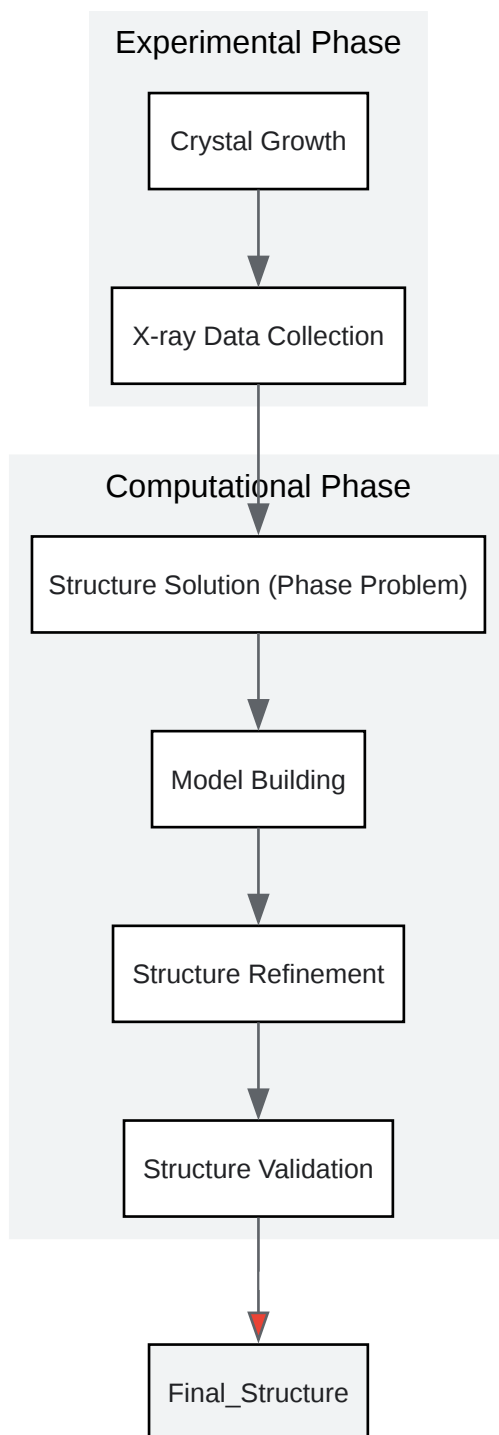 Experimental Phase
Crystal Growth
X-ray Data Collection
Computational Phase
Structure Solution (Phase Problem)
Model Building
Structure Refinement
Structure Validation
Final_Structure